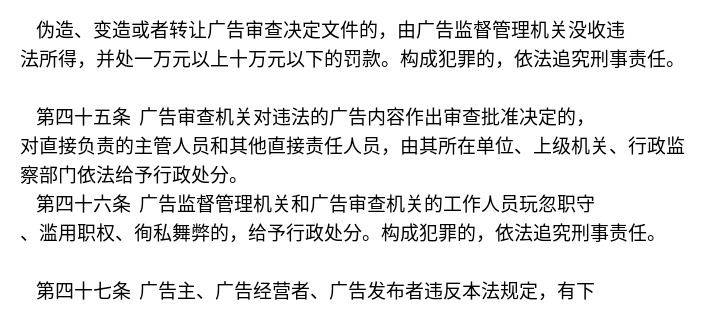 伪造、变造或者转让广告审查决定文件的，由广告监督管理机关没收违
法所得，并处一万元以上十万元以下的罚款。构成犯罪的，依法追究刑事责任。
第四十五条 广告审查机关对违法的广告内容作出审查批准决定的，
对直接负责的主管人员和其他直接责任人员，由其所在单位、上级机关、行政监
察部门依法给予行政处分。
第四十六条 广告监督管理机关和广告审查机关的工作人员玩忽职守
、滥用职权、徇私舞弊的，给予行政处分。构成犯罪的，依法追究刑事责任。
第四十七条 广告主、广告经营者、广告发布者违反本法规定，有下